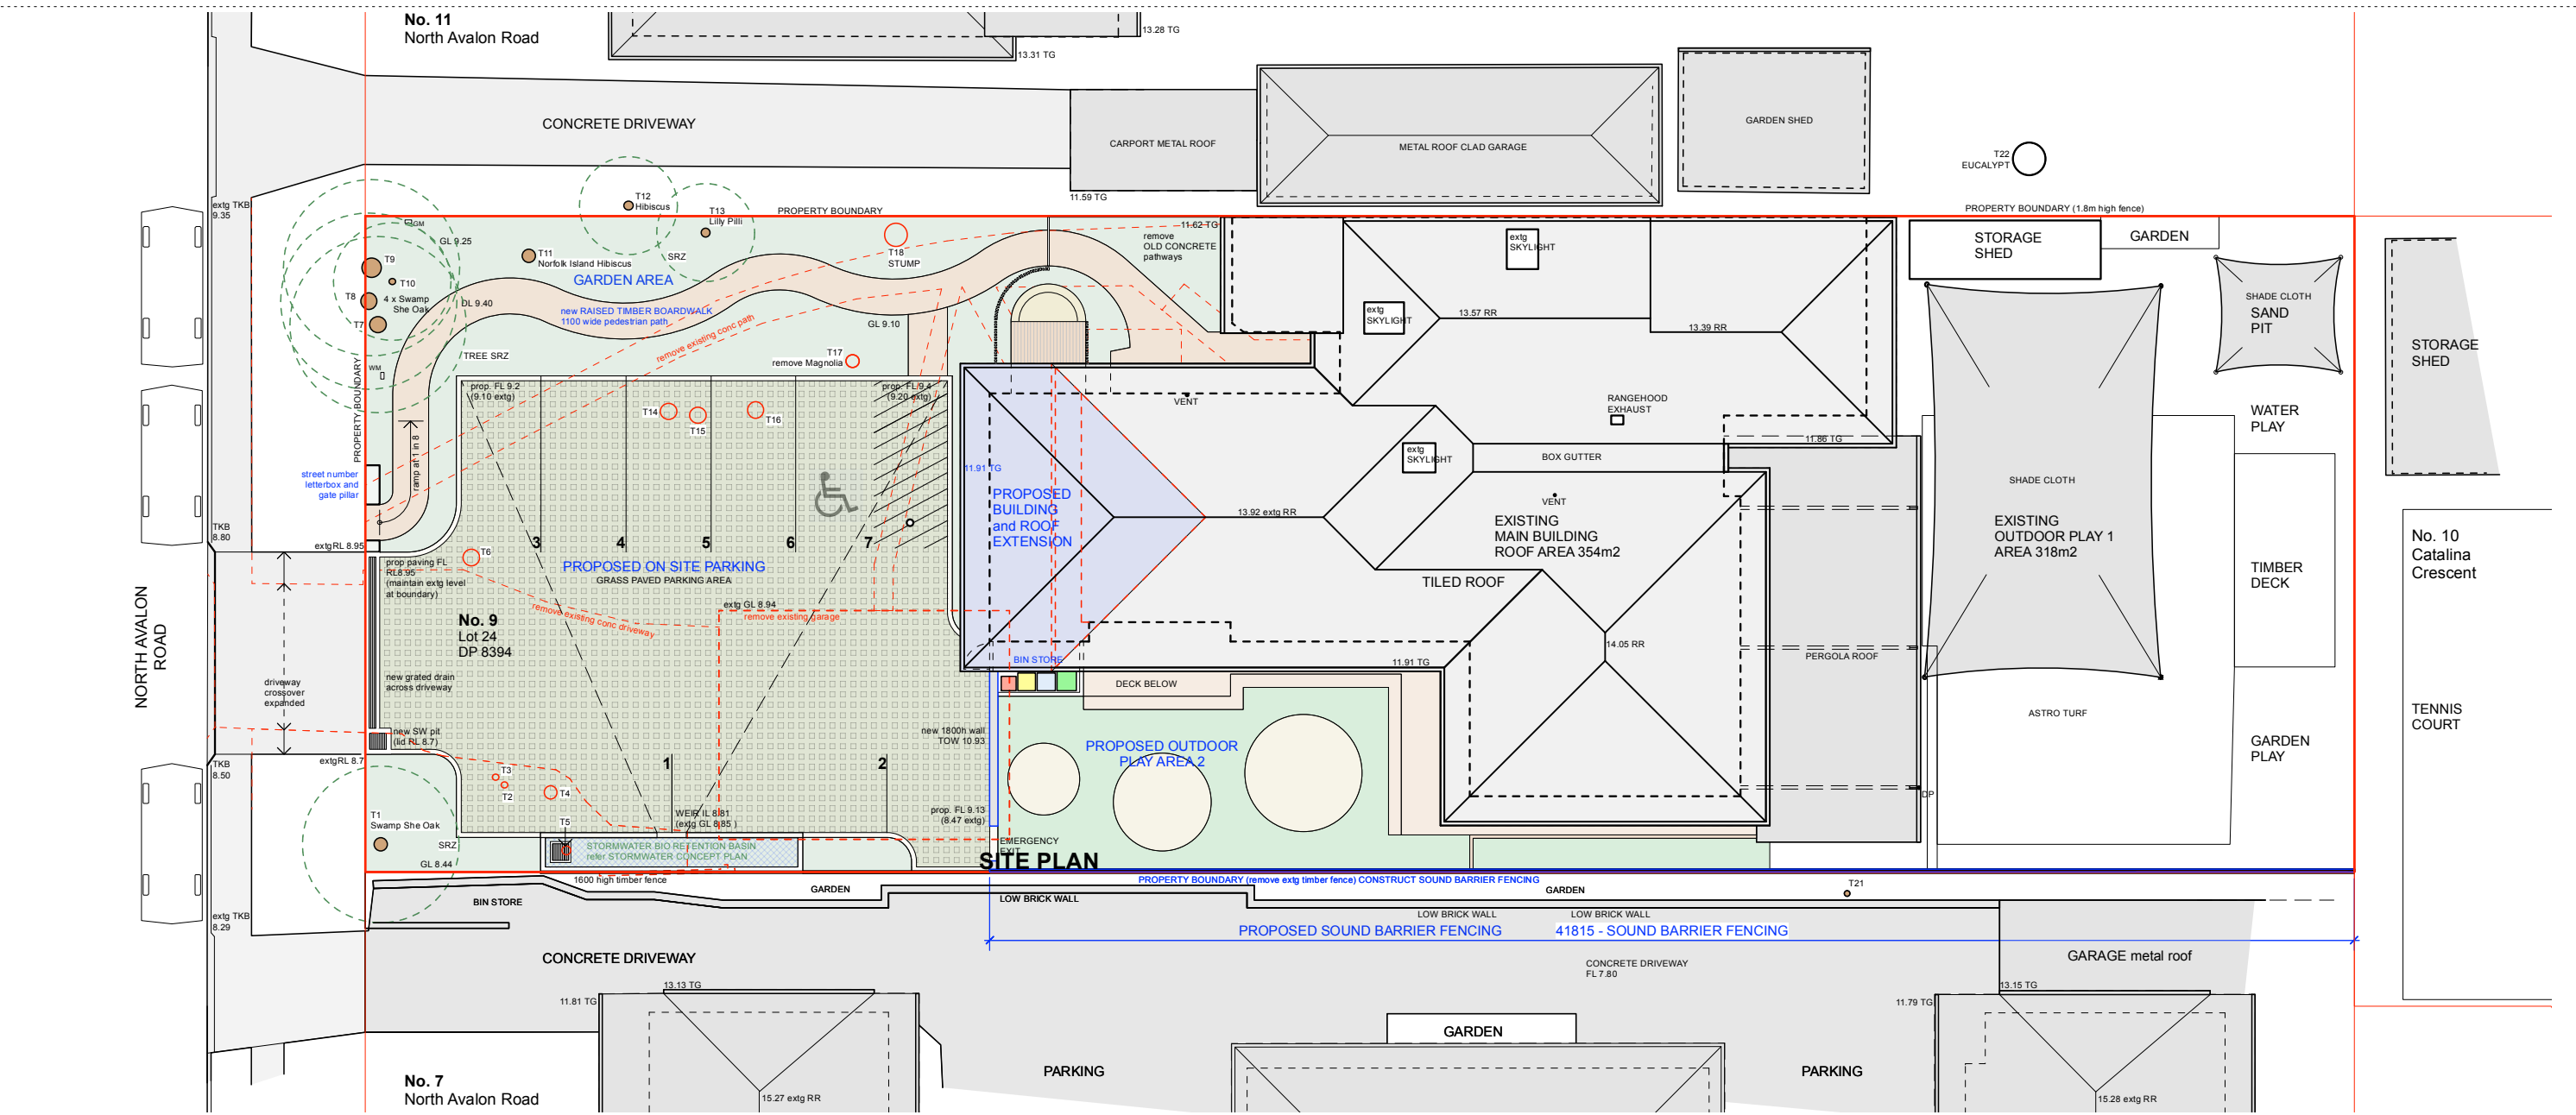 No. 11
North Avalon Road
13.28 TG
13.31 TG
CONCRETE DRIVEWAY
CARPORT METAL ROOF
METAL ROOF CLAD GARAGE
GARDEN SHED
T22
EUCALYPT
11.59 TG
extg TKB
9.35
T12
Hibiscus
T13
Lilly Pilli
PROPERTY BOUNDARY
PROPERTY BOUNDARY (1.8m high fence)
GM
GL 9.25
T9
T10
T8
4 x Swamp
She Oak
T7
T11
Norfolk Island Hibiscus
SRZ
GARDEN AREA
T18
STUMP
11.62 TG
remove
OLD CONCRETE
pathways
extg
SKYLIGHT
STORAGE
SHED
GARDEN
SHADE CLOTH
SAND
PIT
STORAGE
SHED
DL 9.40
new RAISED TIMBER BOARDWALK
1100 wide pedestrian path
remove existing conc path
GL 9.10
extg
SKYLIGHT
13.57 RR
13.39 RR
TREE SRZ
T17
remove Magnolia
WM
PROPERTY BOUNDARY
prop. FL 9.2
(9.10 extg)
prop. FL 9.4
(9.20 extg)
T14
T15
T16
VENT
RANGEHOOD
EXHAUST
WATER
PLAY
ramp at 1 in 8
11.86 TG
extg
SKYLIGHT
BOX GUTTER
street number
letterbox and
gate pillar
11.91 TG
PROPOSED
BUILDING
and ROOF
EXTENSION
13.92 extg RR
VENT
EXISTING
MAIN BUILDING
ROOF AREA 354m2
SHADE CLOTH
EXISTING
OUTDOOR PLAY 1
AREA 318m2
No. 10
Catalina
Crescent
TKB
8.80
extgRL 8.95
3
4
5
6
7
T6
prop paving FL
RL8.95
(maintain extg level
at boundary)
PROPOSED ON SITE PARKING
GRASS PAVED PARKING AREA
TILED ROOF
TIMBER
DECK
NORTH AVALON
ROAD
remove existing conc driveway
extg GL 8.94
remove existing garage
No. 9
Lot 24
DP 8394
14.05 RR
PERGOLA ROOF
BIN STORE
11.91 TG
driveway
crossover
expanded
new grated drain
across driveway
DECK BELOW
ASTRO TURF
TENNIS
COURT
new SW pit
(lid RL 8.7)
new 1800h wall
TOW 10.93
PROPOSED OUTDOOR
PLAY AREA 2
GARDEN
PLAY
TKB
8.50
extgRL 8.7
1
2
T3
T2
T4
DP
T1
Swamp She Oak
T5
WEIR IL 8.81
(extg GL 8.85 )
prop. FL 9.13
(8.47 extg)
SRZ
GL 8.44
STORMWATER BIO RETENTION BASIN
refer STORMWATER CONCEPT PLAN
EMERGENCY
EXIT
SITE PLAN
1600 high timber fence
PROPERTY BOUNDARY (remove extg timber fence) CONSTRUCT SOUND BARRIER FENCING
GARDEN
GARDEN
T21
BIN STORE
LOW BRICK WALL
LOW BRICK WALL
LOW BRICK WALL
extg TKB
8.29
PROPOSED SOUND BARRIER FENCING
41815 - SOUND BARRIER FENCING
CONCRETE DRIVEWAY
CONCRETE DRIVEWAY
FL 7.80
GARAGE metal roof
13.13 TG
11.81 TG
13.15 TG
11.79 TG
GARDEN
PARKING
PARKING
No. 7
North Avalon Road
15.27 extg RR
15.28 extg RR